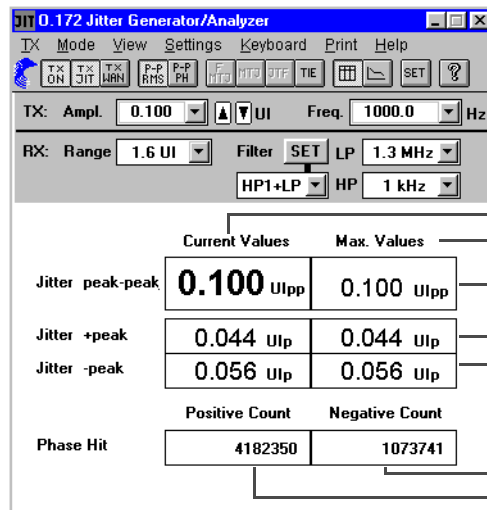 JIT O.172 Jitter Generator/Analyzer
TX Mode View Settings Keyboard Print Help
TX ON TX JIT TX WAN P-P RMS P-P PH F MTJ MTJ JTF TIE SET ?
TX: Ampl. 0.100 UI Freq. 1000.0 Hz
RX: Range 1.6 UI Filter SET LP 1.3 MHz
HP1+LP HP 1 kHz
Current Values Max. Values
Jitter peak-peak 0.100 UIpp 0.100 UIpp
Jitter +peak 0.044 UIp 0.044 UIp
Jitter -peak 0.056 UIp 0.056 UIp
Positive Count Negative Count
Phase Hit 4182350 1073741